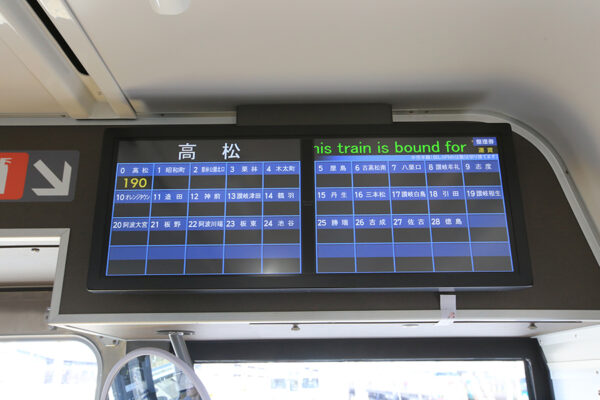 高松
his train is bound for
整理券
運賃
0 高松 1 昭和町 2 栗林公園北口 3 栗林 4 木太町 5 屋島 6 古高松南 7 八栗口 8 讃岐牟礼 9 志度
190
10 オレンジタウン 11 造田 12 神前 13 讃岐津田 14 鶴羽 15 丹生 16 三本松 17 讃岐白鳥 18 引田 19 讃岐相生
20 阿波大宮 21 板野 22 阿波川端 23 板東 24 池谷 25 勝瑞 26 吉成 27 佐古 28 徳島